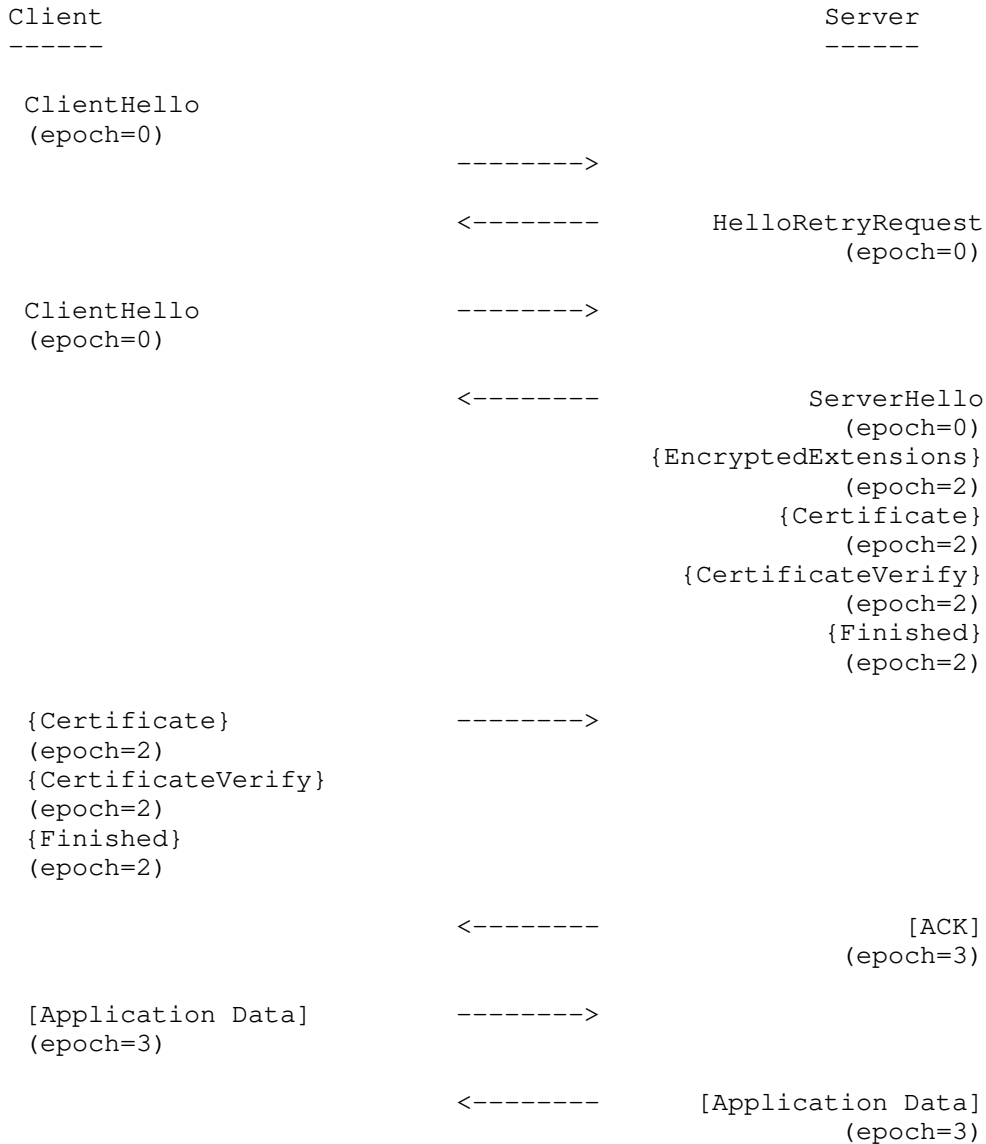 Client Server
------ ------
ClientHello
(epoch=0)
-------->
<-------- HelloRetryRequest
(epoch=0)
ClientHello -------->
(epoch=0)
<-------- ServerHello
(epoch=0)
{EncryptedExtensions}
(epoch=2)
{Certificate}
(epoch=2)
{CertificateVerify}
(epoch=2)
{Finished}
(epoch=2)
{Certificate} -------->
(epoch=2)
{CertificateVerify}
(epoch=2)
{Finished}
(epoch=2)
<-------- [ACK]
(epoch=3)
[Application Data] -------->
(epoch=3)
<-------- [Application Data]
(epoch=3)